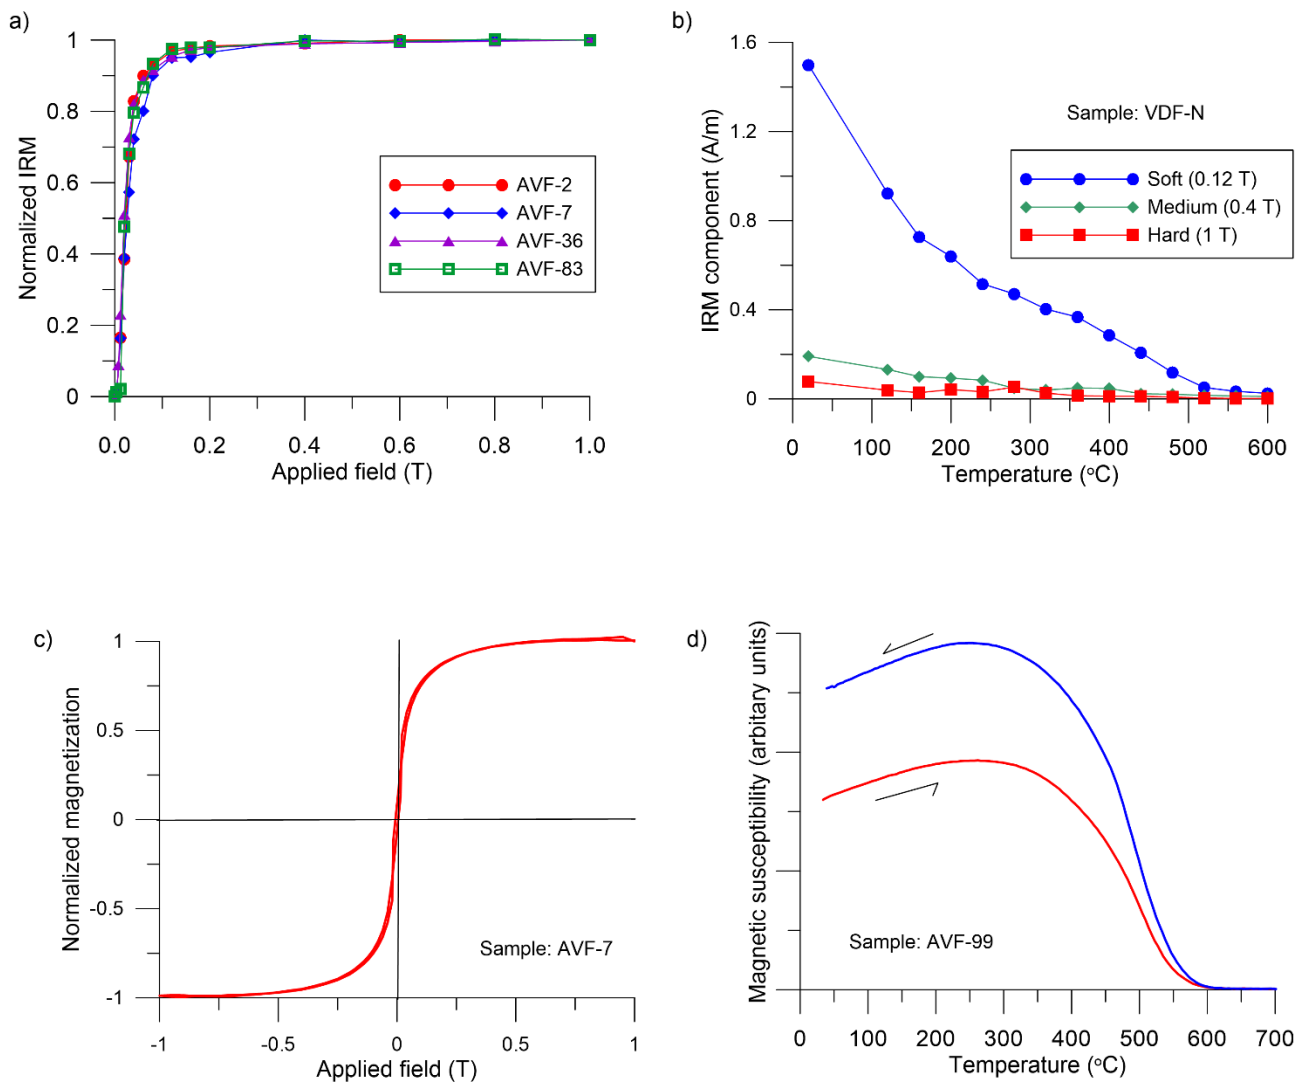 a)
Normalized IRM
1
0.8
0.6
0.4
0.2
0
0.0 0.2 0.4 0.6 0.8 1.0
Applied field (T)
AVF-2
AVF-7
AVF-36
AVF-83
b)
IRM component (A/m)
1.6
1.2
0.8
0.4
0
0 100 200 300 400 500 600
Temperature (°C)
Sample: VDF-N
Soft (0.12 T)
Medium (0.4 T)
Hard (1 T)
c)
Normalized magnetization
1
0.5
0
-0.5
-1
-1 -0.5 0 0.5 1
Applied field (T)
Sample: AVF-7
d)
Magnetic susceptibility (arbitary units)
0 100 200 300 400 500 600 700
Temperature (°C)
Sample: AVF-99